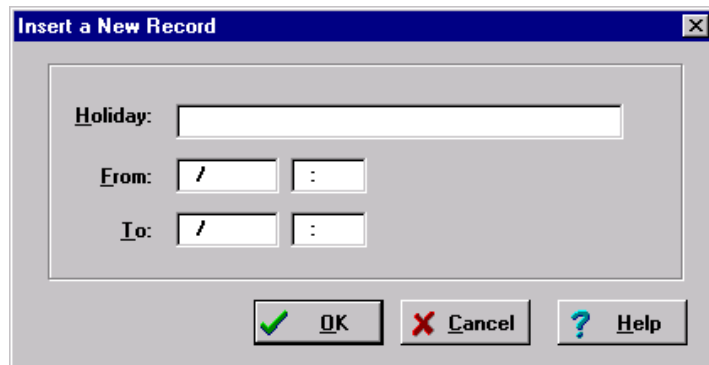 Insert a New Record
Holiday:
From: / :
To: / :
OK Cancel ? Help